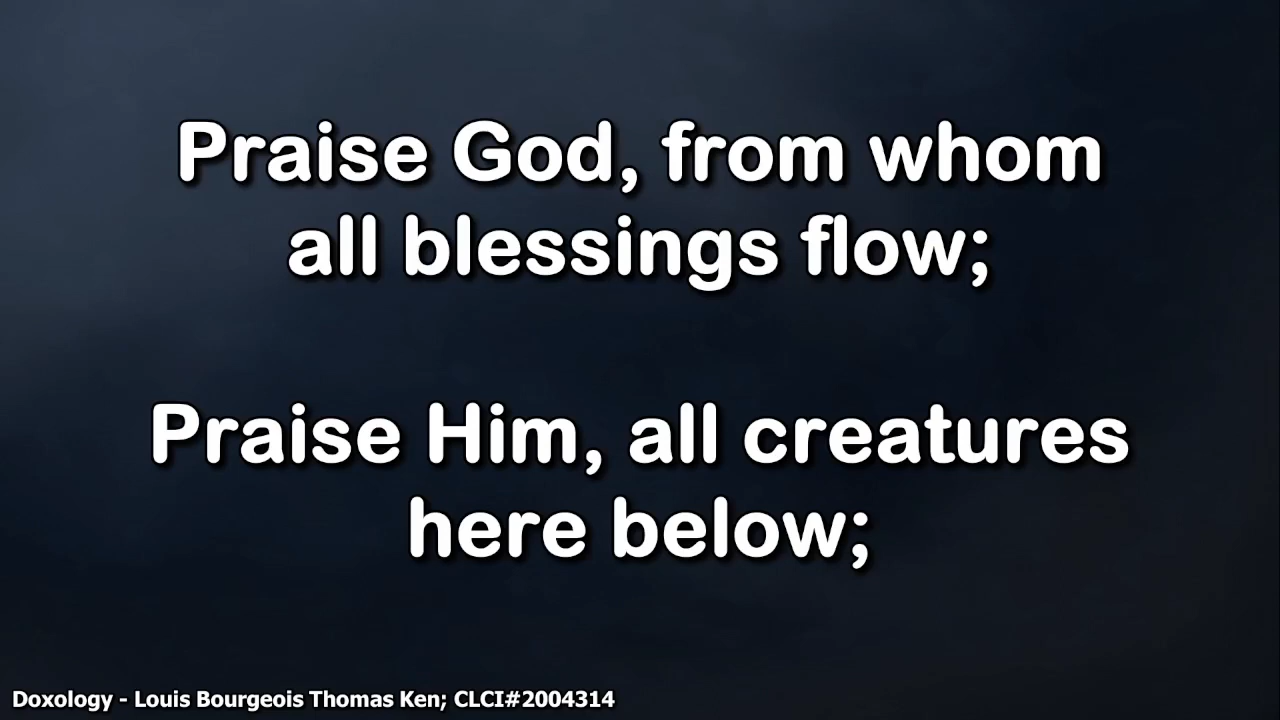 Praise God, from whom
all blessings flow;
Praise Him, all creatures
here below;
Doxology - Louis Bourgeois Thomas Ken; CLCI#2004314